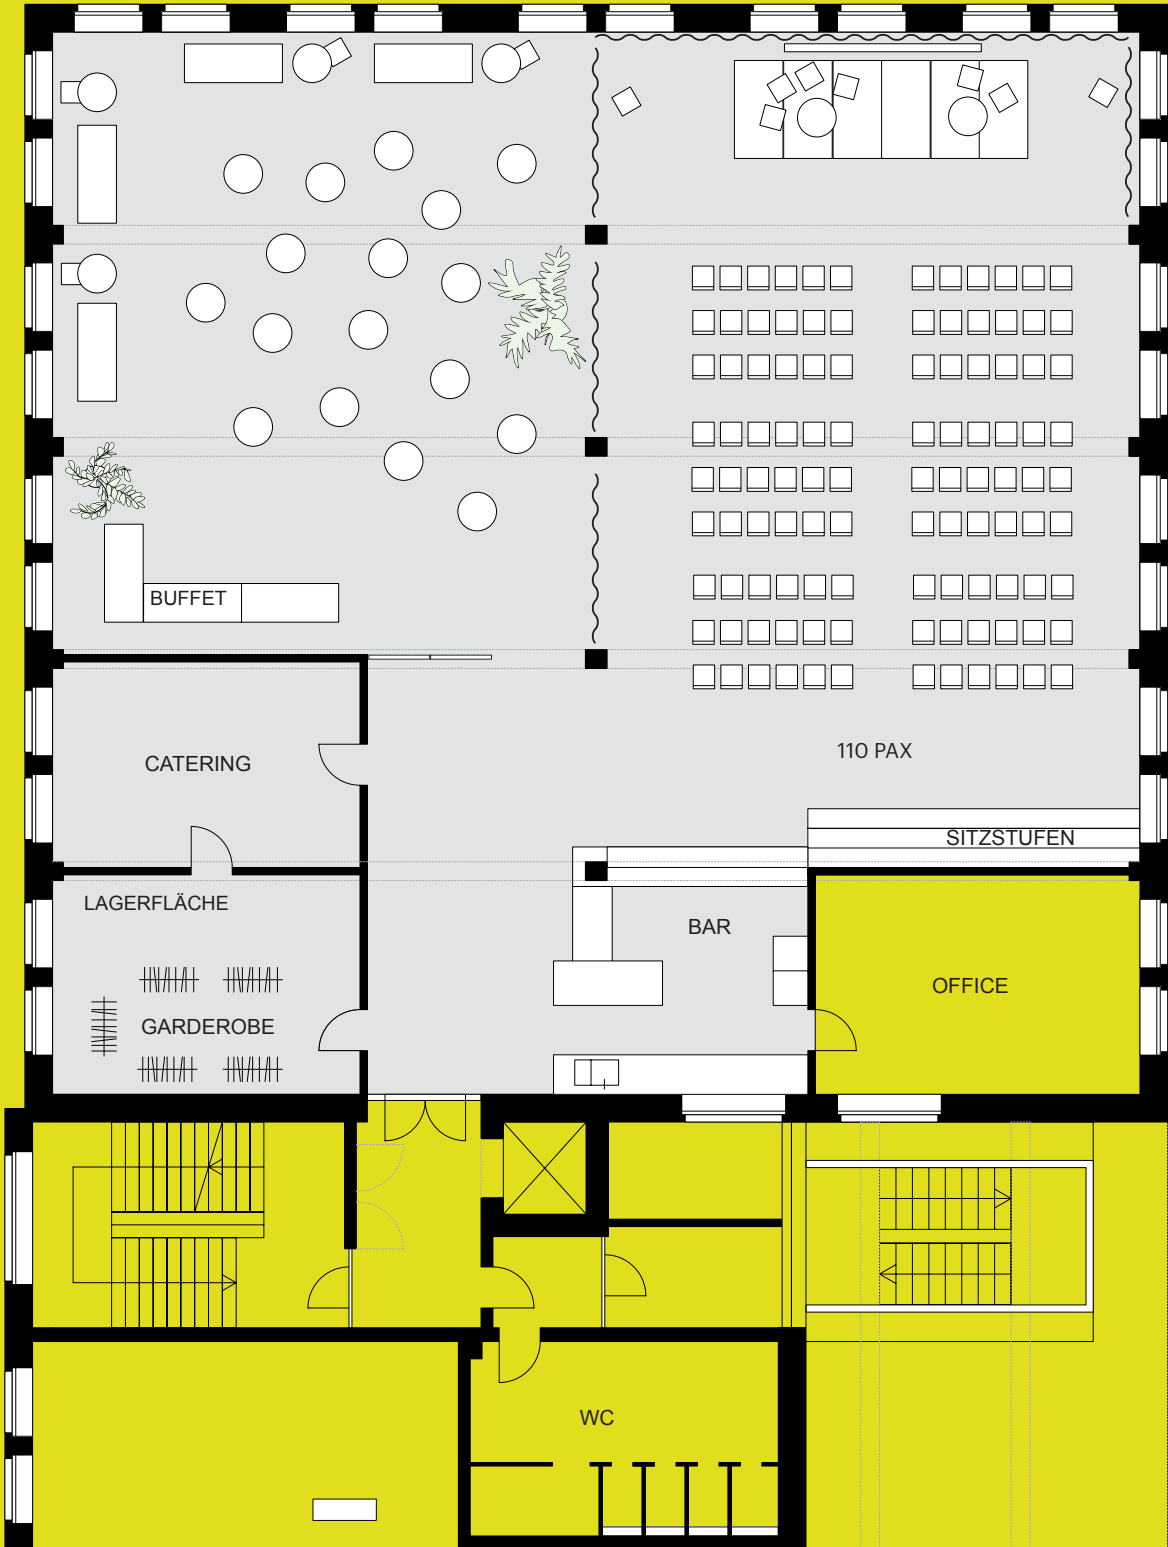 BUFFET
CATERING
110 PAX
SITZSTUFEN
LAGERFLÄCHE
BAR
OFFICE
GARDEROBE
WC